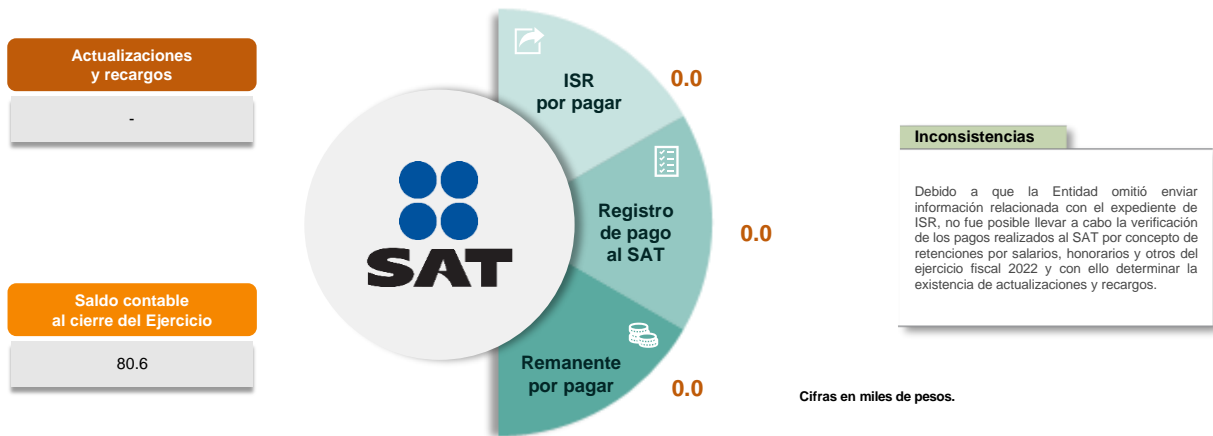 Actualizaciones
y recargos
-
Saldo contable
al cierre del Ejercicio
80.6
SAT
ISR
por pagar
0.0
Registro
de pago
al SAT
0.0
Remanente
por pagar
0.0
Inconsistencias
Debido a que la Entidad omitió enviar
información relacionada con el expediente de
ISR, no fue posible llevar a cabo la verificación
de los pagos realizados al SAT por concepto de
retenciones por salarios, honorarios y otros del
ejercicio fiscal 2022 y con ello determinar la
existencia de actualizaciones y recargos.
Cifras en miles de pesos.